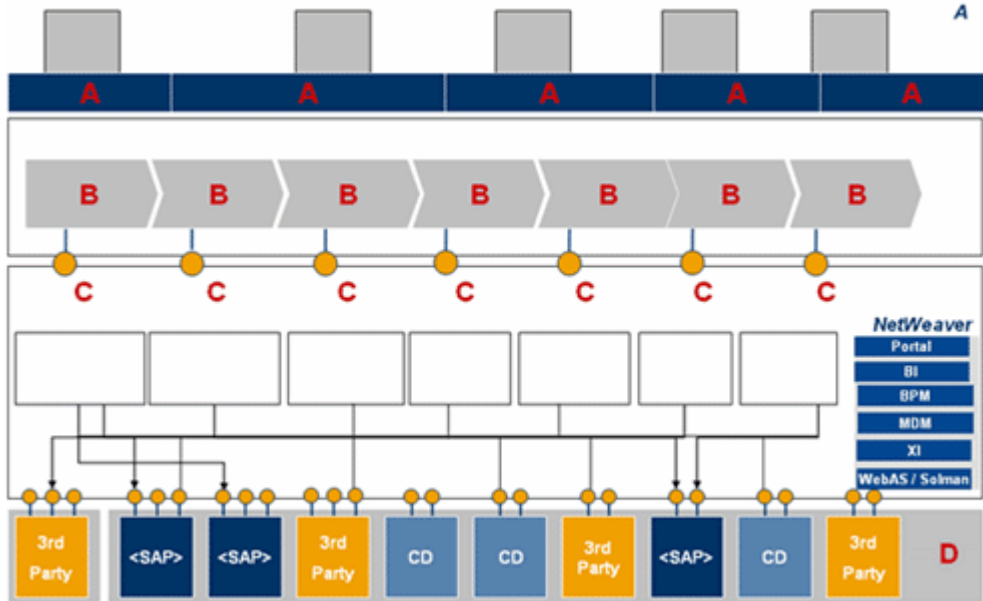 A
A A A A A
B B B B B B B
C C C C C C C
NetWeaver
Portal
BI
BPM
MDM
XI
WebAS / Solman
3rd
Party
<SAP>
<SAP>
3rd
Party
CD
CD
3rd
Party
<SAP>
CD
3rd
Party
D